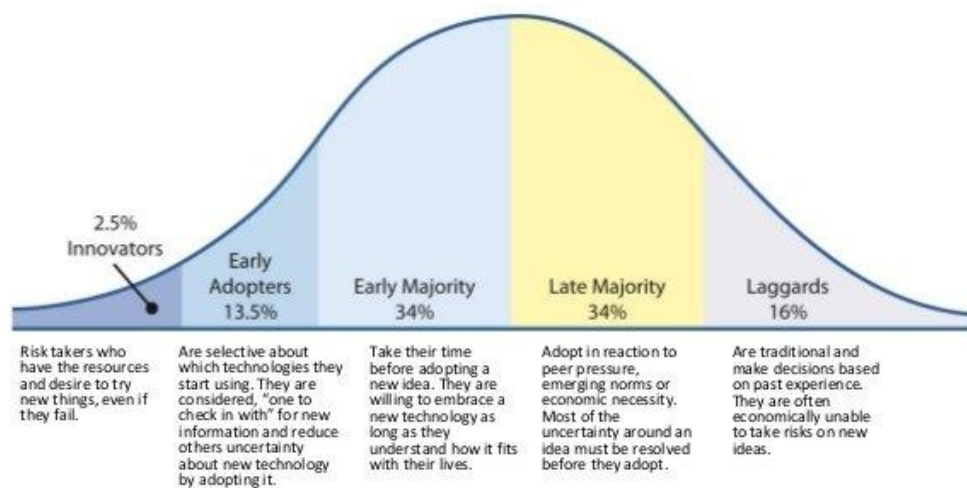 2.5%
Innovators
Early
Adopters
13.5%
Early Majority
34%
Late Majority
34%
Laggards
16%
Risk takers who
have the resources
and desire to try
new things, even if
they fail.
Are selective about
which technologies they
start using. They are
considered, “one to
check in with” for new
information and reduce
others uncertainty
about new technology
by adopting it.
Take their time
before adopting a
new idea. They are
willing to embrace a
new technology as
long as they
understand how it fits
with their lives.
Adopt in reaction to
peer pressure,
emerging norms or
economic necessity.
Most of the
uncertainty around an
idea must be resolved
before they adopt.
Are traditional and
make decisions based
on past experience.
They are often
economically unable
to take risks on new
ideas.